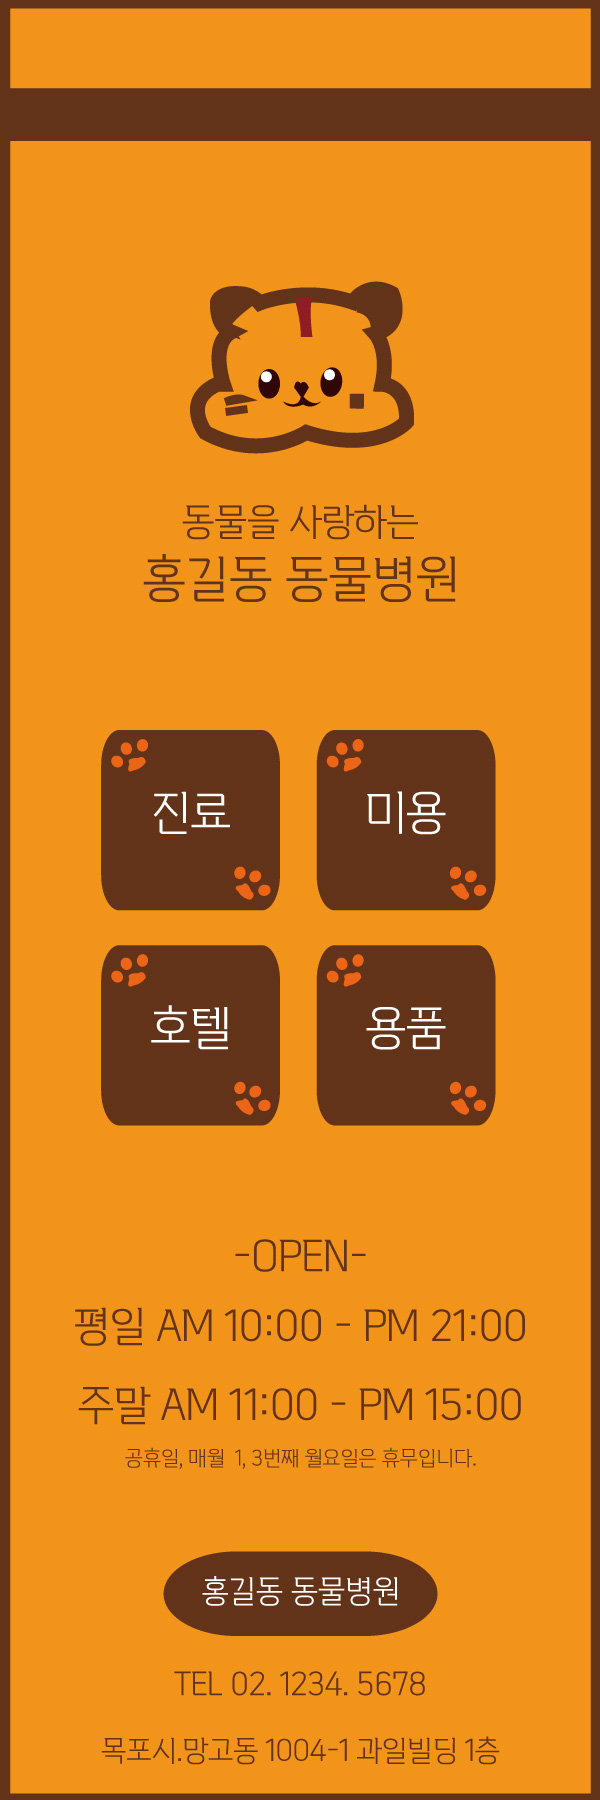 동물을 사랑하는
홍길동 동물병원
진료
미용
호텔
용품
-OPEN-
평일 AM 10:00 - PM 21:00
주말 AM 11:00 - PM 15:00
공휴일, 매월 1, 3번째 월요일은 휴무입니다.
홍길동 동물병원
TEL 02. 1234. 5678
목포시.망고동 1004-1 과일빌딩 1층